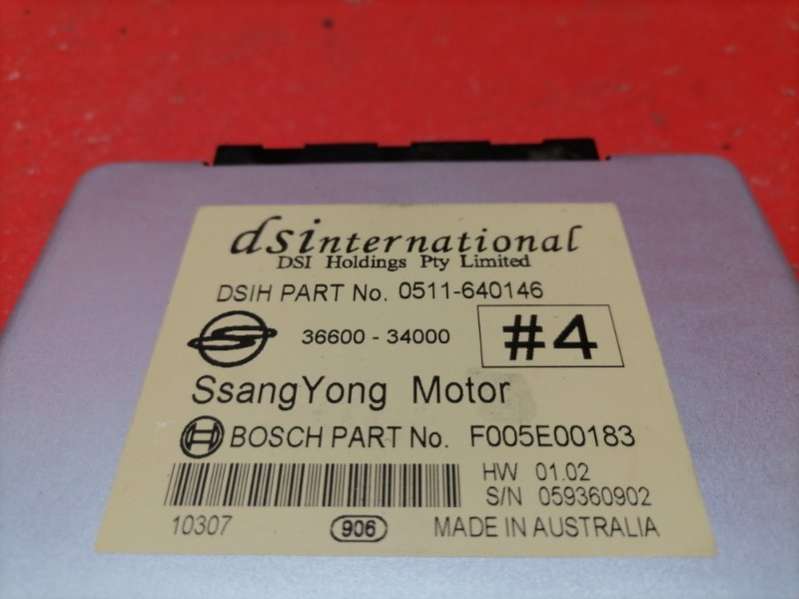 dsinternational
DSI Holdings Pty Limited
DSIH PART No. 0511-640146
36600 - 34000
#4
SsangYong Motor
BOSCH PART No. F005E00183
HW 01.02
S/N 059360902
10307 906 MADE IN AUSTRALIA